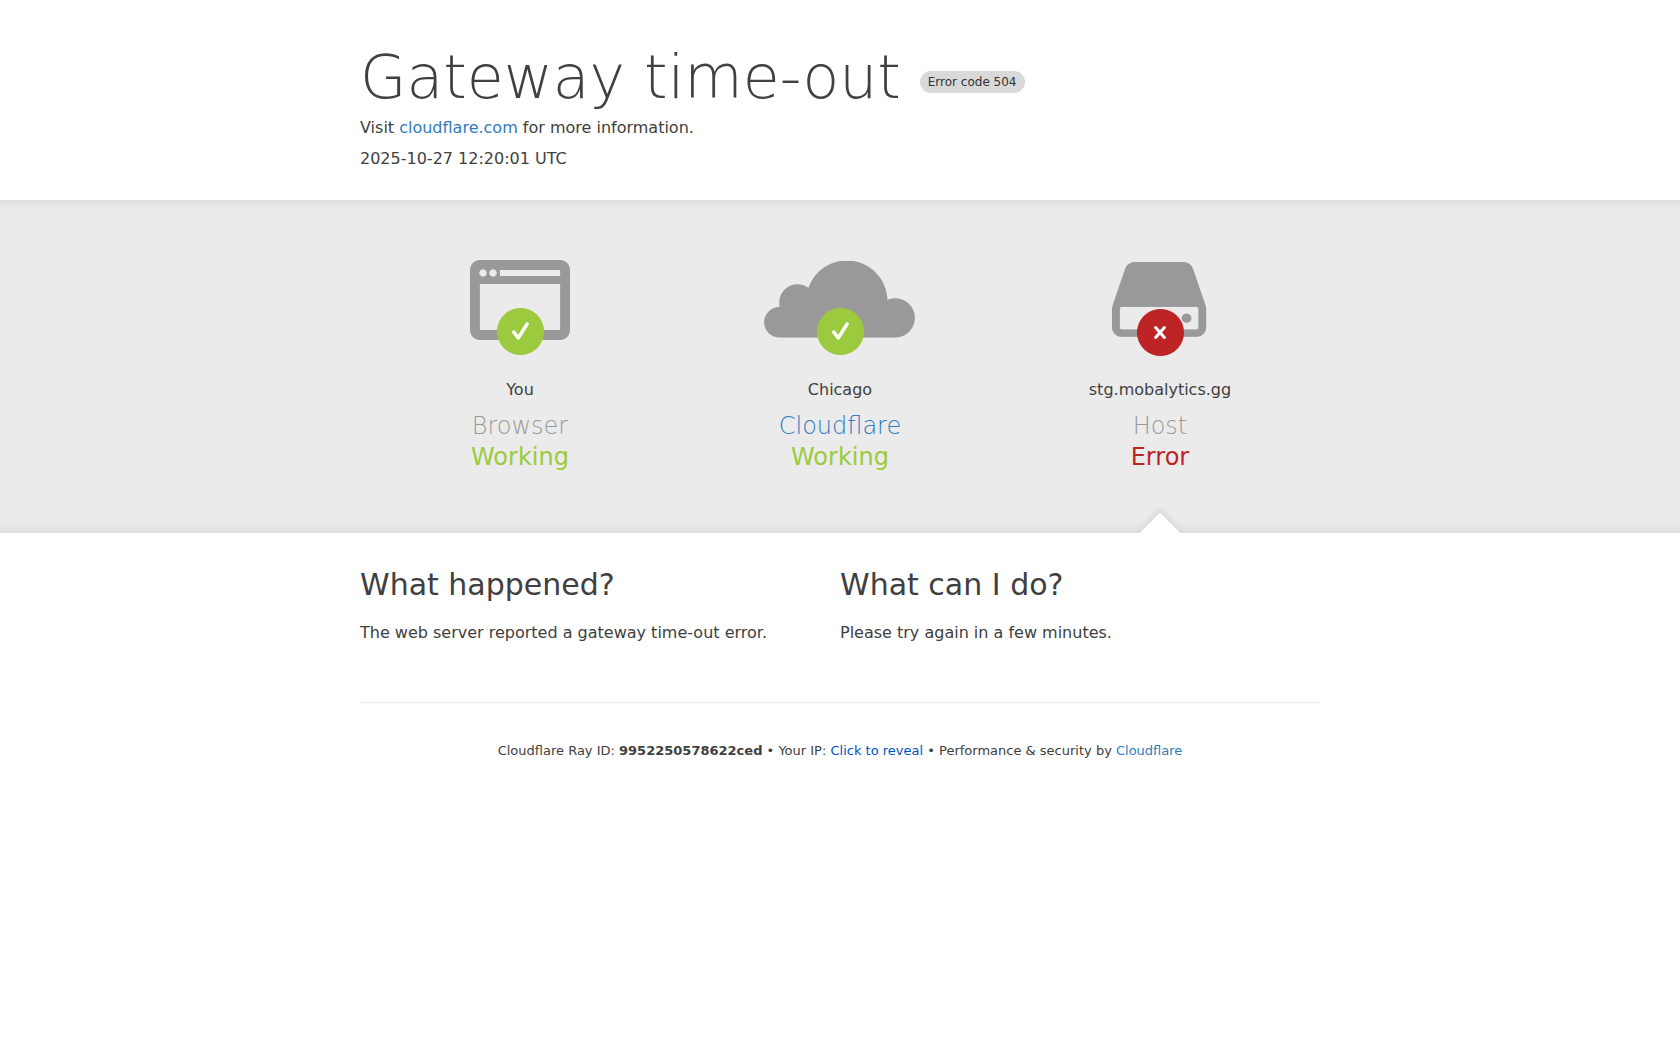 Gateway time-out Error code 504
Visit cloudflare.com for more information.
2025-10-27 12:20:01 UTC
You
Browser
Working
Chicago
Cloudflare
Working
stg.mobalytics.gg
Host
Error
What happened?
The web server reported a gateway time-out error.
What can I do?
Please try again in a few minutes.
Cloudflare Ray ID: 9952250578622ced • Your IP: Click to reveal • Performance & security by Cloudflare